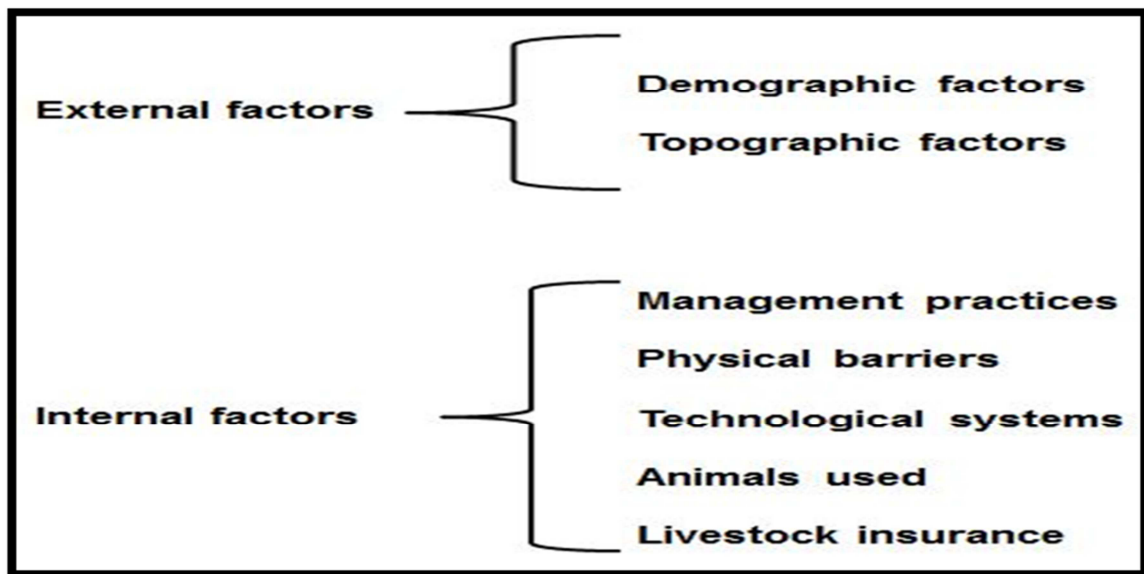 External factors
Demographic factors
Topographic factors
Internal factors
Management practices
Physical barriers
Technological systems
Animals used
Livestock insurance